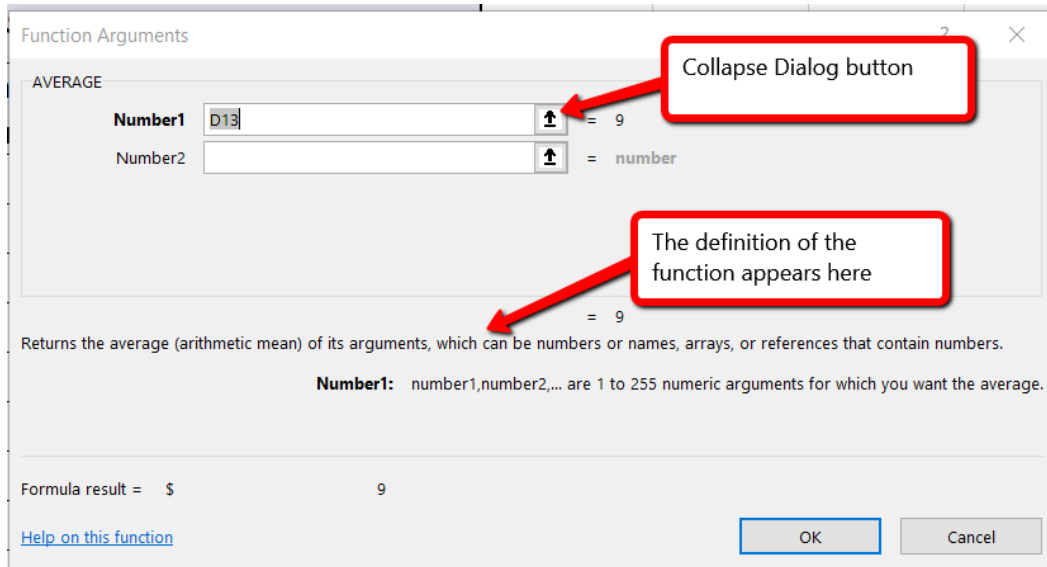 Function Arguments
?
Collapse Dialog button
AVERAGE
Number1 D13 = 9
Number2 = number
The definition of the
function appears here
= 9
Returns the average (arithmetic mean) of its arguments, which can be numbers or names, arrays, or references that contain numbers.
Number1: number1,number2,... are 1 to 255 numeric arguments for which you want the average.
Formula result = $ 9
Help on this function
OK Cancel